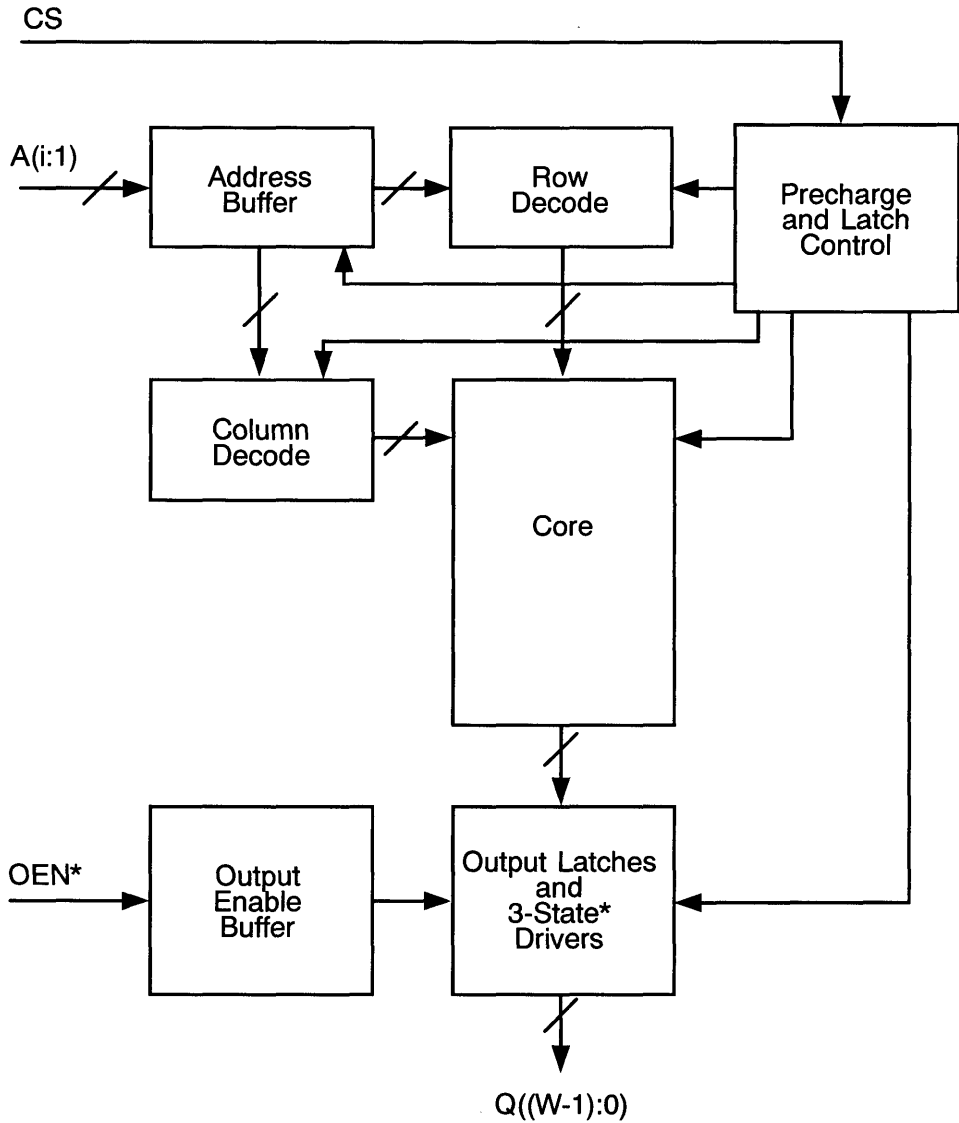 CS
A(i:1)
Address
Buffer
Row
Decode
Precharge
and Latch
Control
Column
Decode
Core
OEN*
Output
Enable
Buffer
Output Latches
and
3-State*
Drivers
Q((W-1):0)